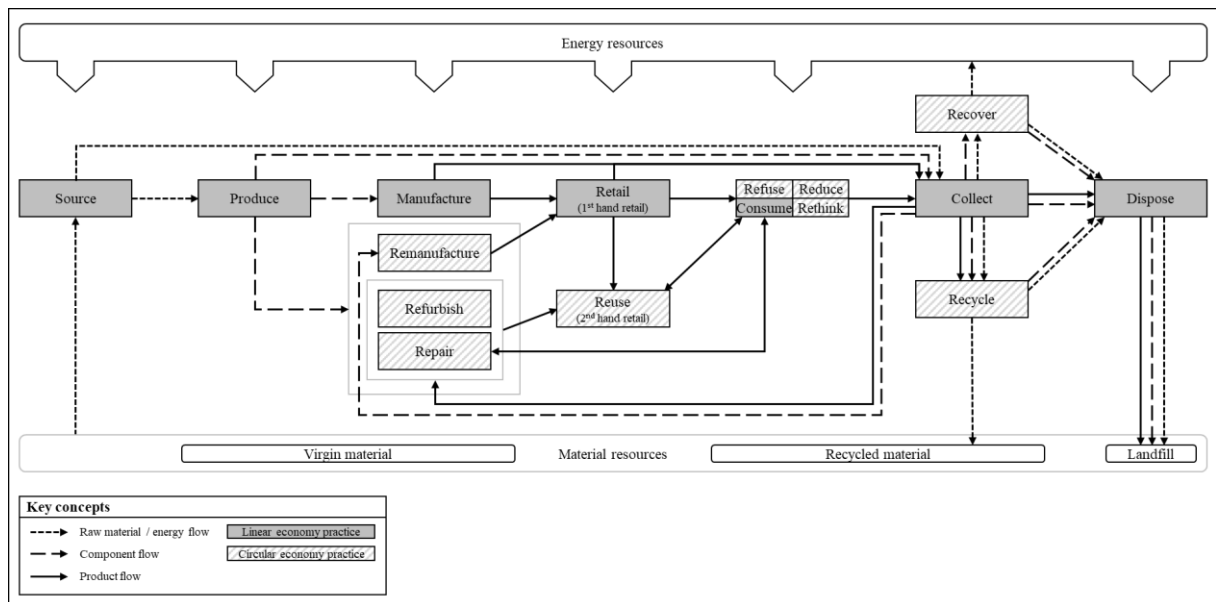 Energy resources
Recover
Source
Produce
Manufacture
Retail
(1st hand retail)
Refuse
Reduce
Consume
Rethink
Collect
Dispose
Remanufacture
Refurbish
Repair
Reuse
(2nd hand retail)
Recycle
Virgin material
Material resources
Recycled material
Landfill
Key concepts
Raw material / energy flow
Linear economy practice
Component flow
Circular economy practice
Product flow